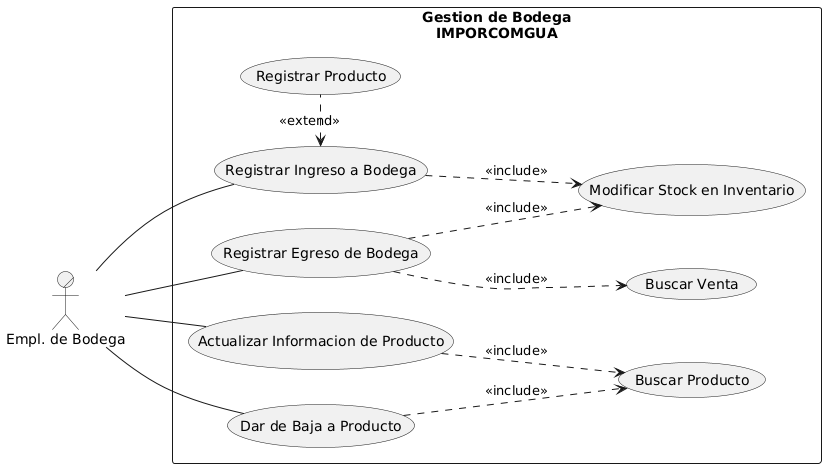 Gestion de Bodega
IMPORCOMGUA
Registrar Producto
«extend»
Registrar Ingreso a Bodega
«include»
Modificar Stock en Inventario
«include»
Registrar Egreso de Bodega
«include»
Buscar Venta
Empl. de Bodega
Actualizar Informacion de Producto
«include»
Buscar Producto
«include»
Dar de Baja a Producto